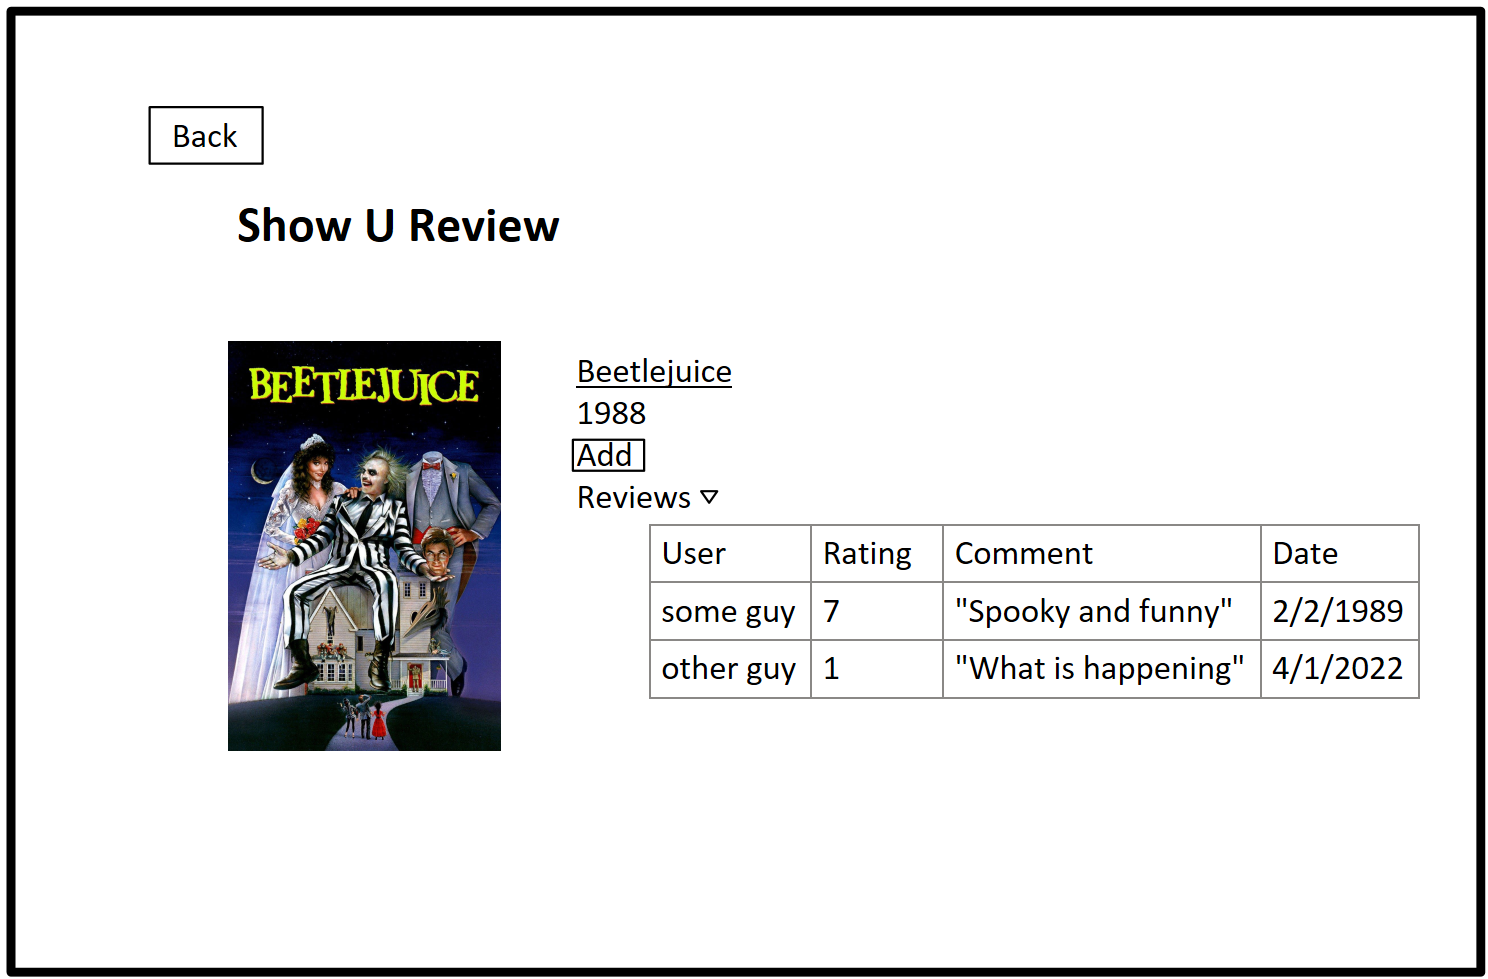 Back
Show U Review
BEETLEJUICE
Beetlejuice
1988
Add
Reviews
User Rating Comment Date
some guy 7 "Spooky and funny" 2/2/1989
other guy 1 "What is happening" 4/1/2022